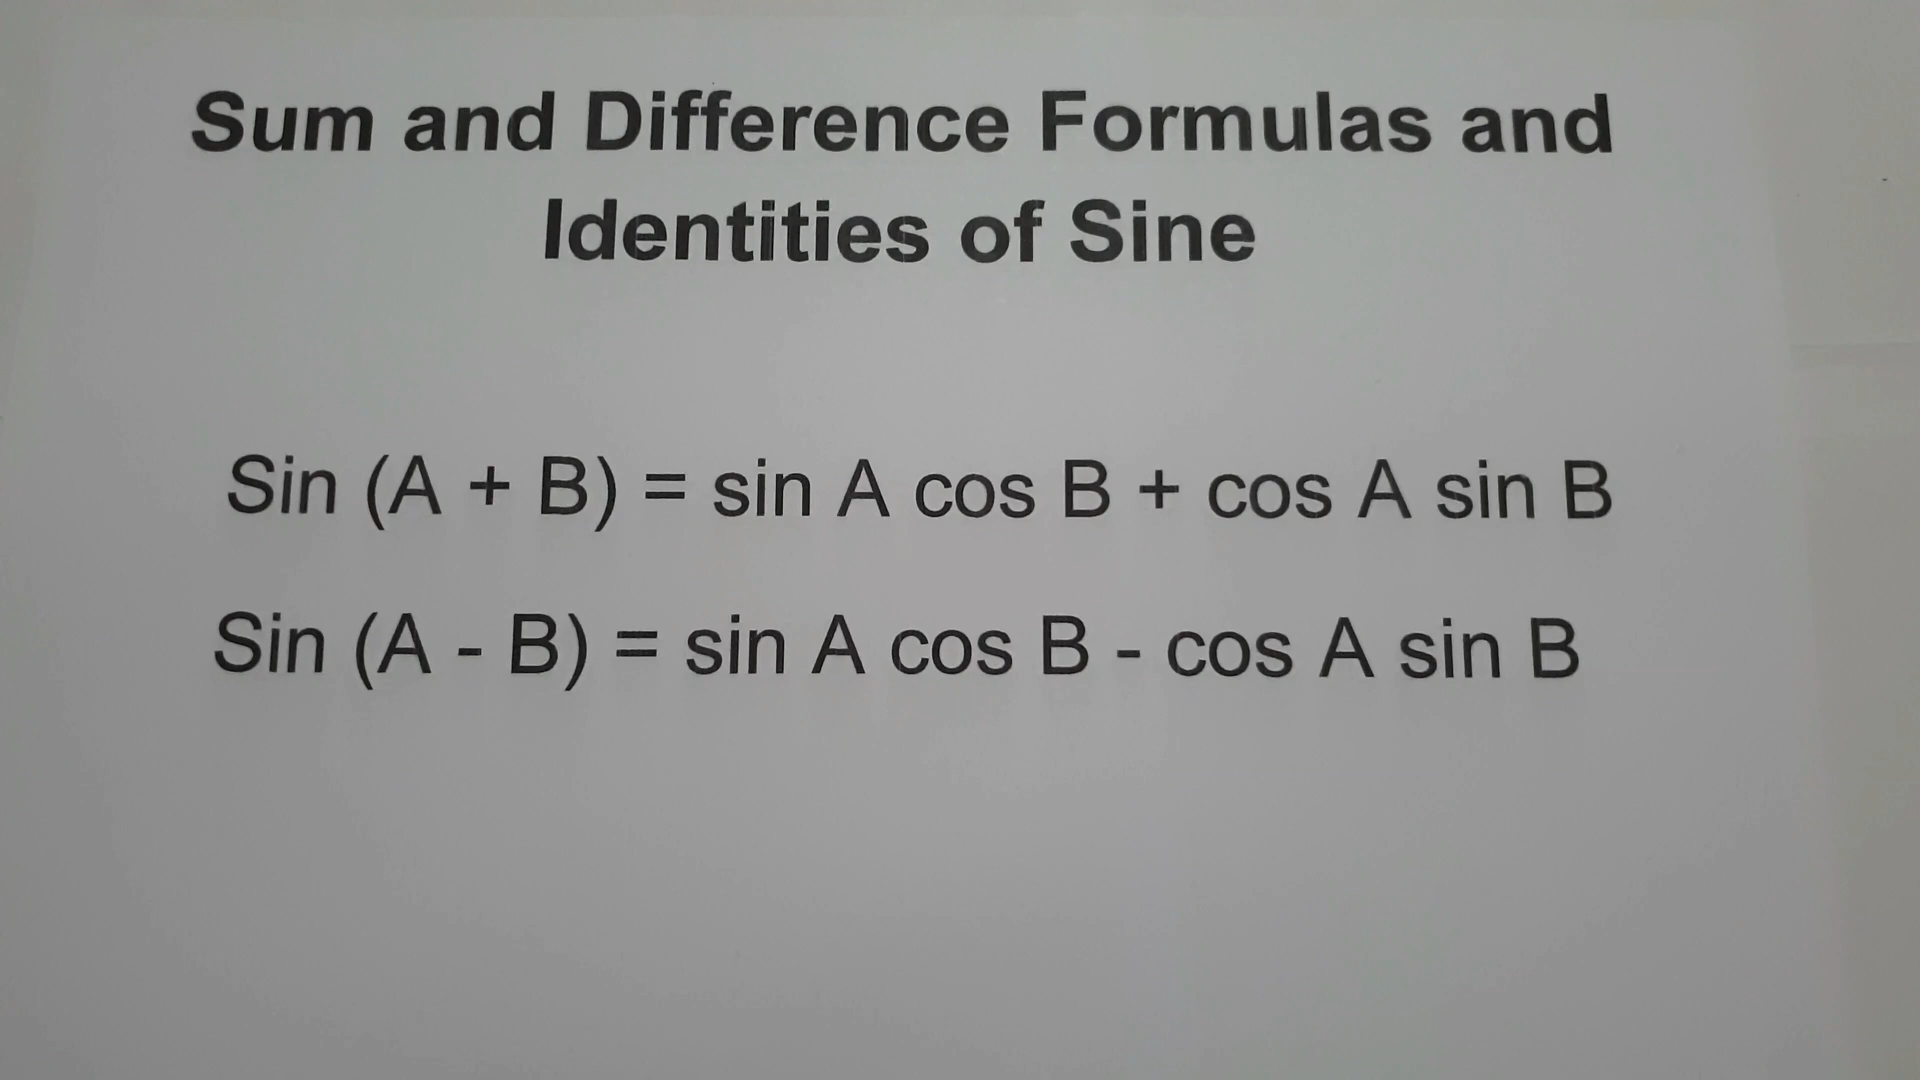 Sum and Difference Formulas and
Identities of Sine
Sin (A + B) = sin A cos B + cos A sin B
Sin (A - B) = sin A cos B - cos A sin B